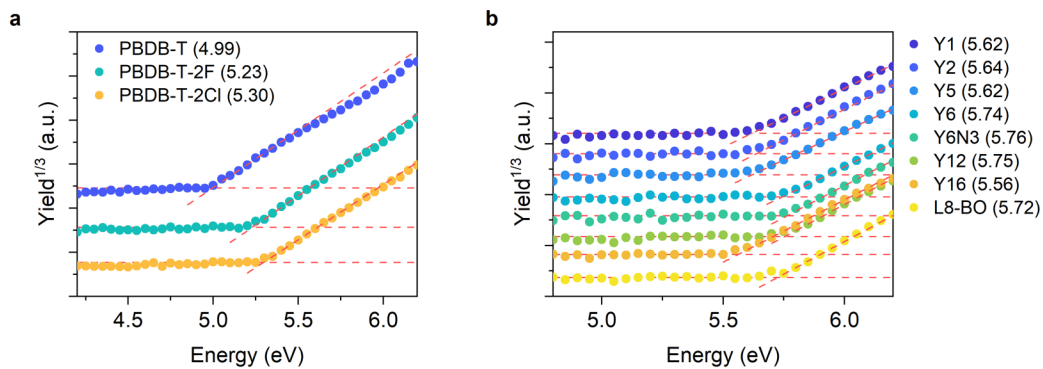 a
PBDB-T (4.99)
PBDB-T-2F (5.23)
PBDB-T-2Cl (5.30)
Yield1/3 (a.u.)
4.5 5.0 5.5 6.0
Energy (eV)
b
Yield1/3 (a.u.)
5.0 5.5 6.0
Energy (eV)
Y1 (5.62)
Y2 (5.64)
Y5 (5.62)
Y6 (5.74)
Y6N3 (5.76)
Y12 (5.75)
Y16 (5.56)
L8-BO (5.72)